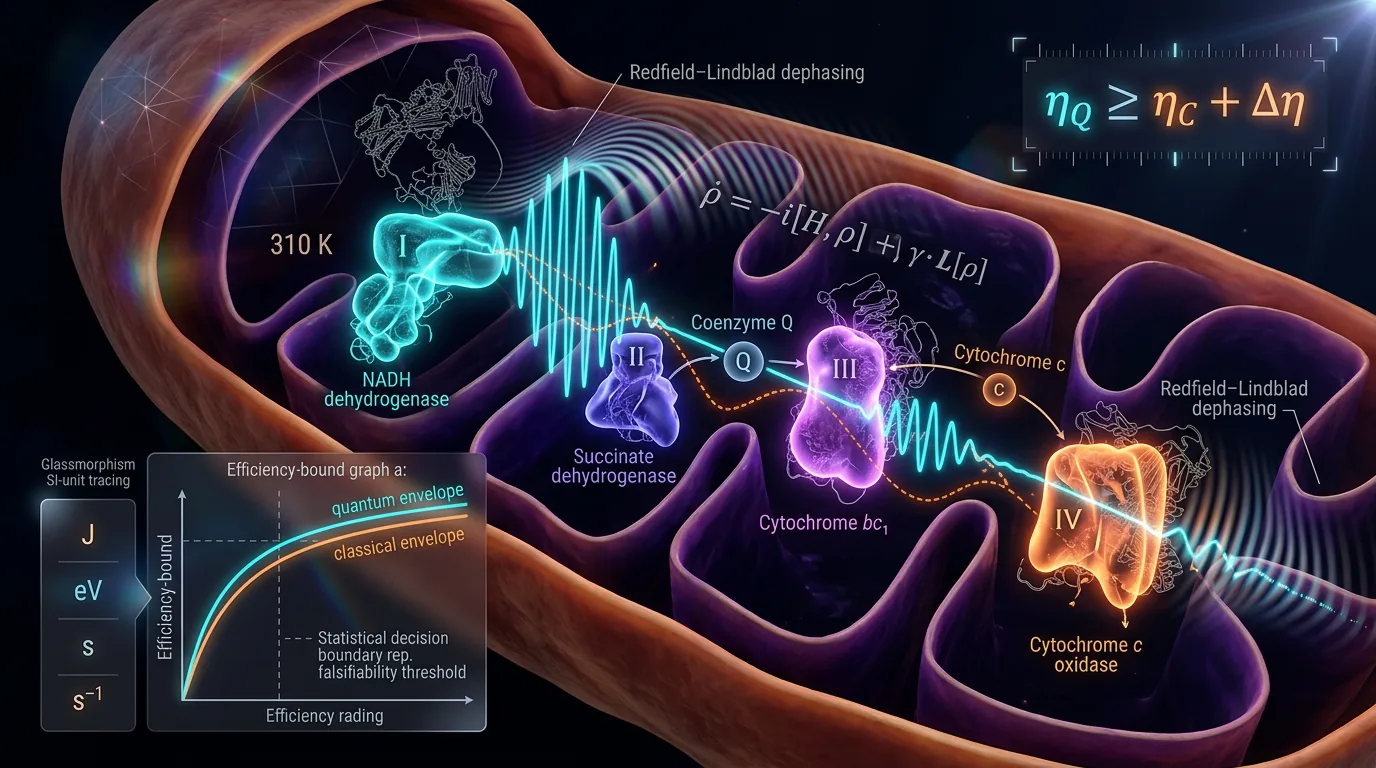 Redfield–Lindblad dephasing
η_Q ≥ η_C + Δη
ρ̇ = −i[H, ρ] + γ · L[ρ]
310 K
I
NADH
dehydrogenase
II
Succinate
dehydrogenase
Coenzyme Q
Q
III
Cytochrome bc₁
Cytochrome c
C
IV
Cytochrome c
oxidase
Redfield–Lindblad
dephasing
Glassmorphism
SI-unit tracing
J
eV
s
s⁻¹
Efficiency-bound graph a:
quantum envelope
classical envelope
Efficiency-bound
Statistical decision
boundary rep.
falsifiability threshold
Efficiency rading